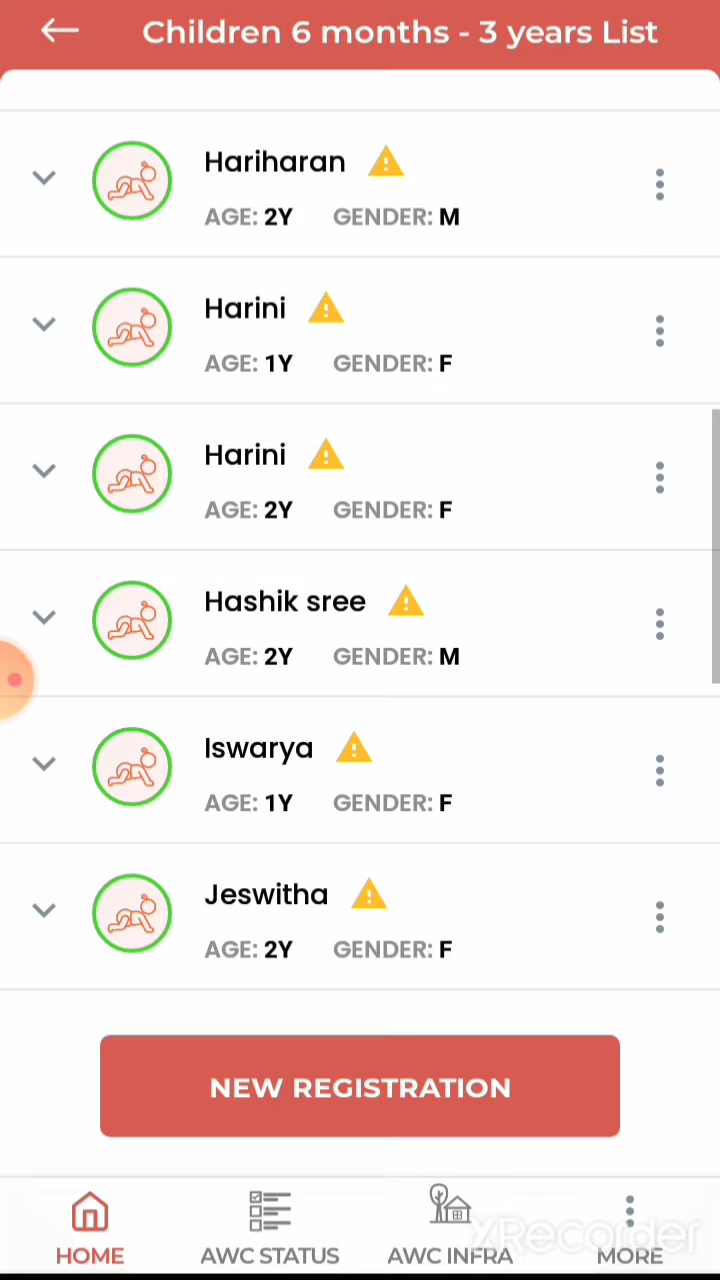 Children 6 months - 3 years List
Hariharan
AGE: 2Y GENDER: M
Harini
AGE: 1Y GENDER: F
Harini
AGE: 2Y GENDER: F
Hashik sree
AGE: 2Y GENDER: M
Iswarya
AGE: 1Y GENDER: F
Jeswitha
AGE: 2Y GENDER: F
NEW REGISTRATION
XRecorder
HOME AWC STATUS AWC INFRA MORE